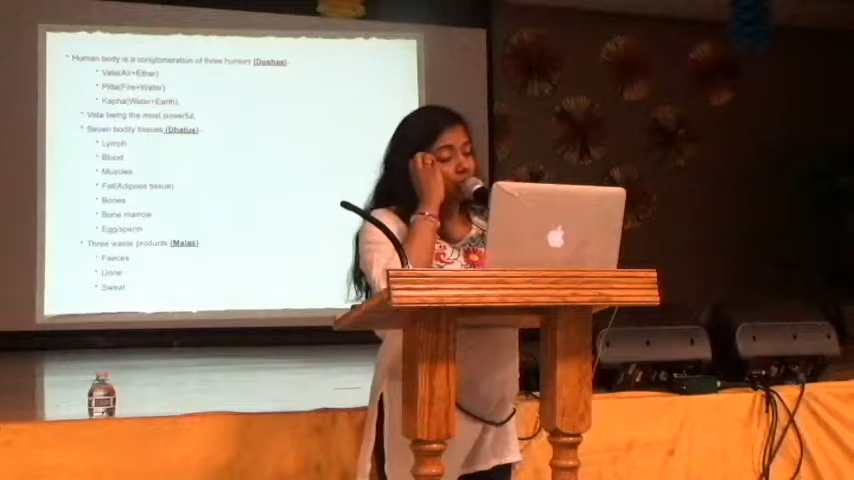 Human body is a conglomeration of three humors (Doshas)
Vata(Air+Ether)
Pitta(Fire+Water)
Kapha(Water+Earth).
Vata being the most powerful.
Seven bodily tissues (Dhatus)
Lymph
Blood
Muscles
Fat(Adipose tissue)
Bones
Bone marrow
Egg/sperm
Three waste products (Malas)
Faeces
Urine
Sweat